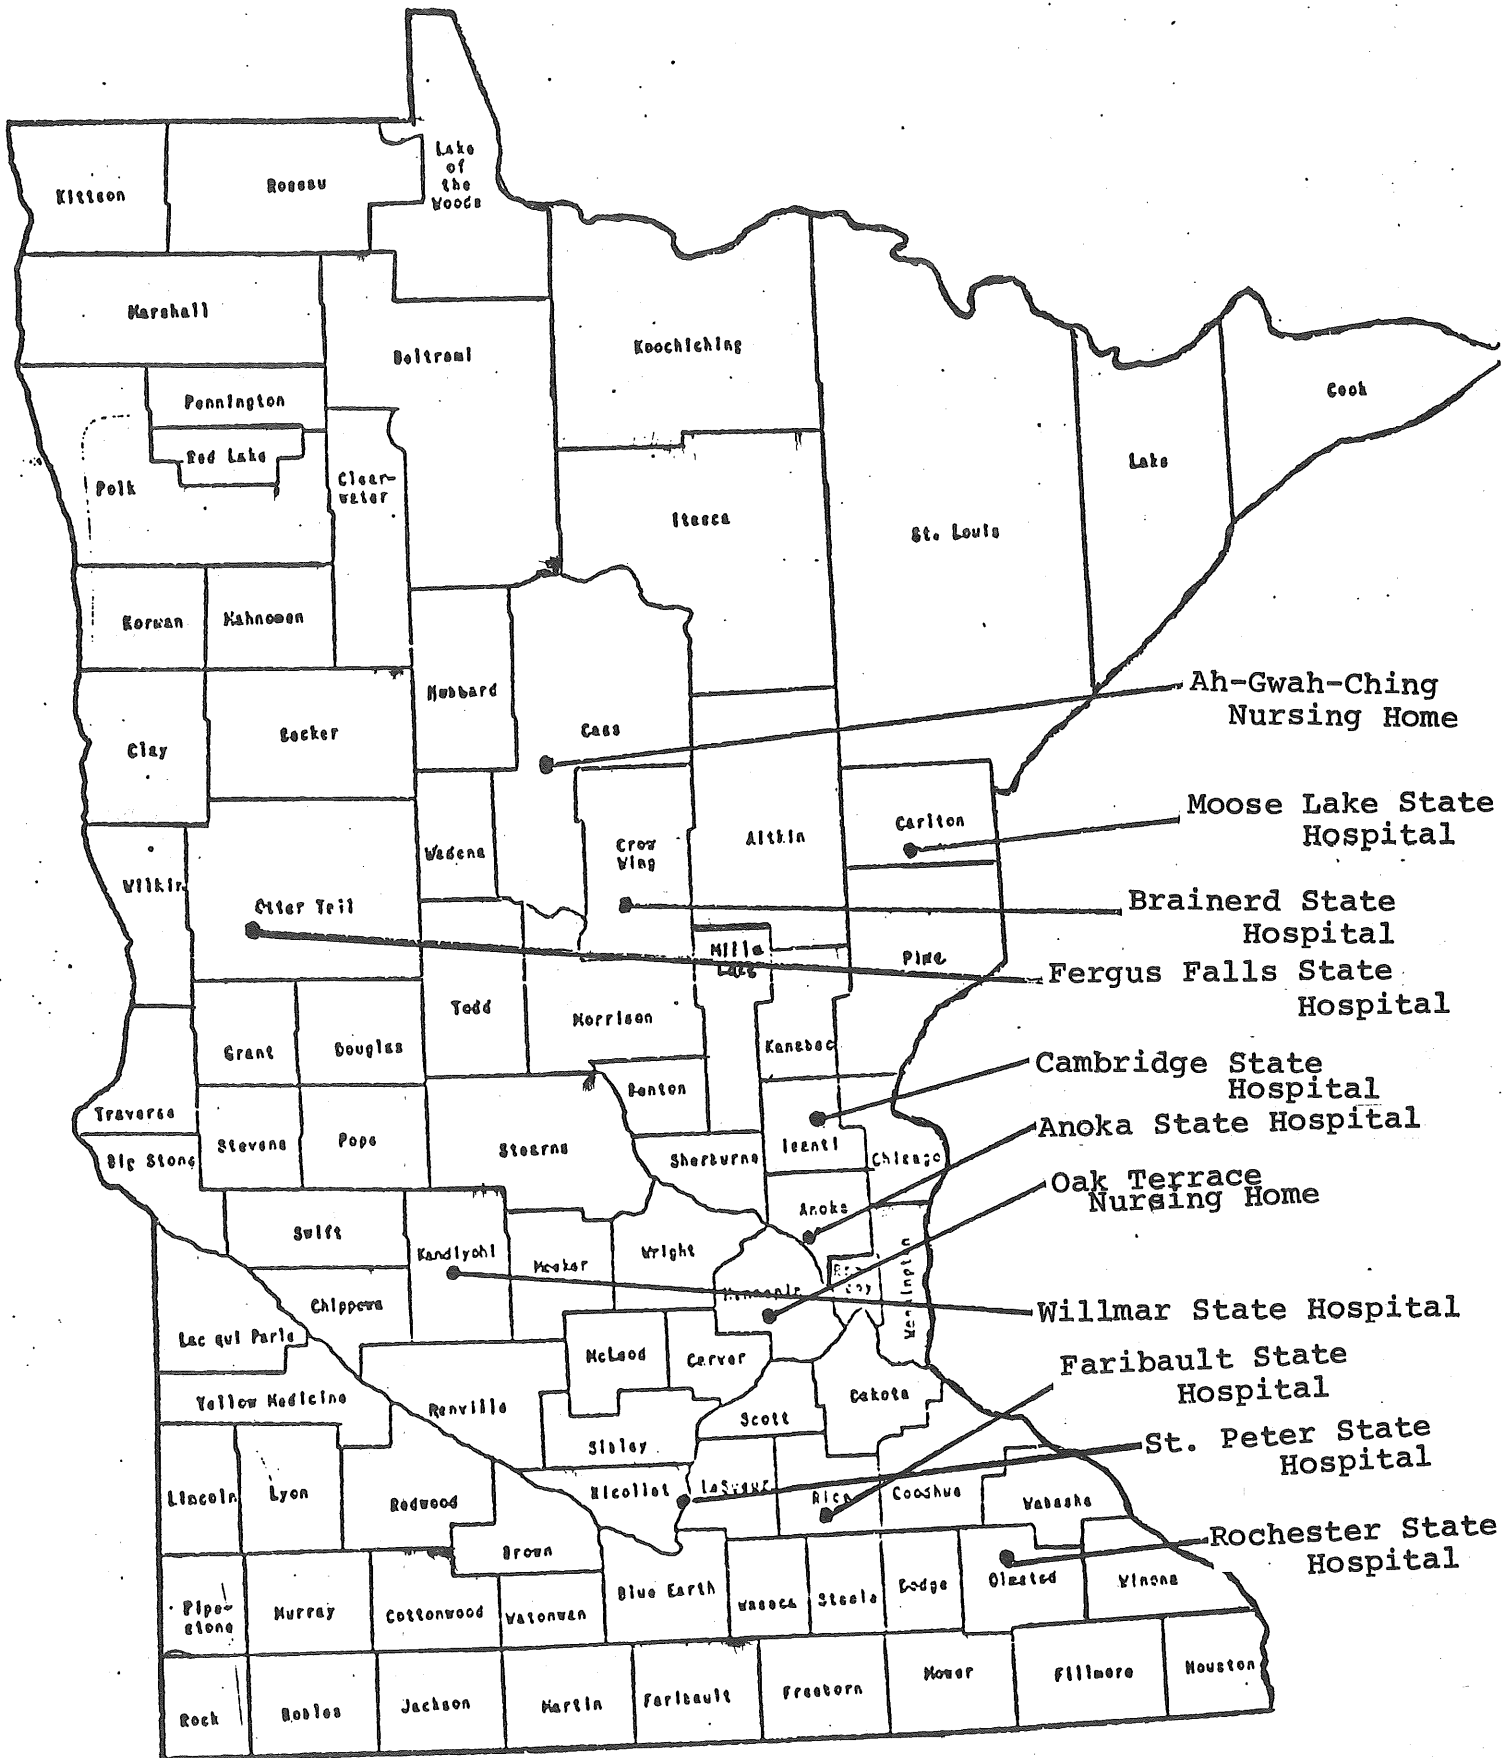 Lake
of
the
Woods
Kittson
Roseau
Marshall
Beltrami
Koochiching
Cook
Pennington
Red Lake
Polk
Clear-
water
Lake
Itasca
St. Louis
Norman
Mahnomen
Hubbard
Ah-Gwah-Ching
Nursing Home
Clay
Becker
Cass
Moose Lake State
Hospital
Carlton
Aitkin
Crow
Wing
Wadena
Wilkin
Otter Tail
Brainerd State
Hospital
Mille
Lacs
Pine
Fergus Falls State
Hospital
Todd
Morrison
Grant
Douglas
Kanabec
Cambridge State
Hospital
Benton
Traverse
Stevens
Pope
Stearns
Big Stone
Sherburne
Isanti
Chisago
Anoka State Hospital
Oak Terrace
Nursing Home
Anoka
Swift
Kandiyohi
Meeker
Wright
Hennepin
Ramsey
Washington
Chippewa
Willmar State Hospital
Lac qui Parle
McLeod
Carver
Faribault State
Hospital
Yellow Medicine
Renville
Dakota
Scott
Sibley
St. Peter State
Hospital
Lincoln
Lyon
Redwood
Nicollet
LeSueur
Rice
Goodhue
Wabasha
Rochester State
Hospital
Brown
Pipe-
stone
Murray
Cottonwood
Watonwan
Blue Earth
Waseca
Steele
Dodge
Olmsted
Winona
Rock
Nobles
Jackson
Martin
Faribault
Freeborn
Mower
Fillmore
Houston